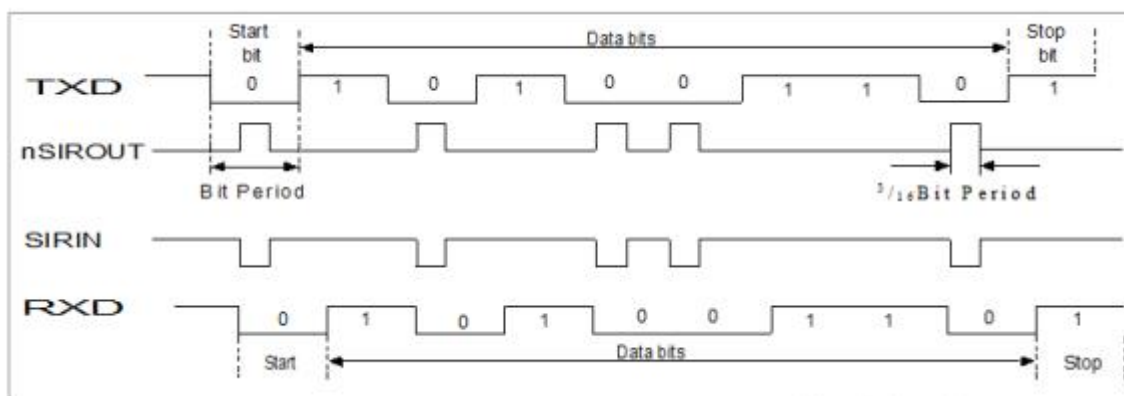 Start bit
Data bits
Stop bit
TXD
0 1 0 1 0 0 1 1 0 1
nSIROUT
Bit Period
3/16Bit Period
SIRIN
RXD
0 1 0 1 0 0 1 1 0 1
Start
Data bits
Stop